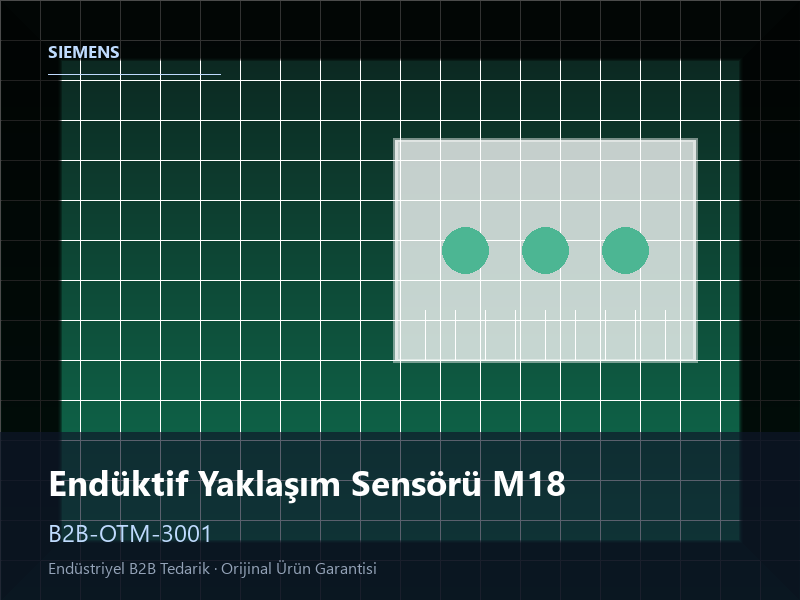 SIEMENS
Endüktif Yaklaşım Sensörü M18
B2B-OTM-3001
Endüstriyel B2B Tedarik · Orijinal Ürün Garantisi